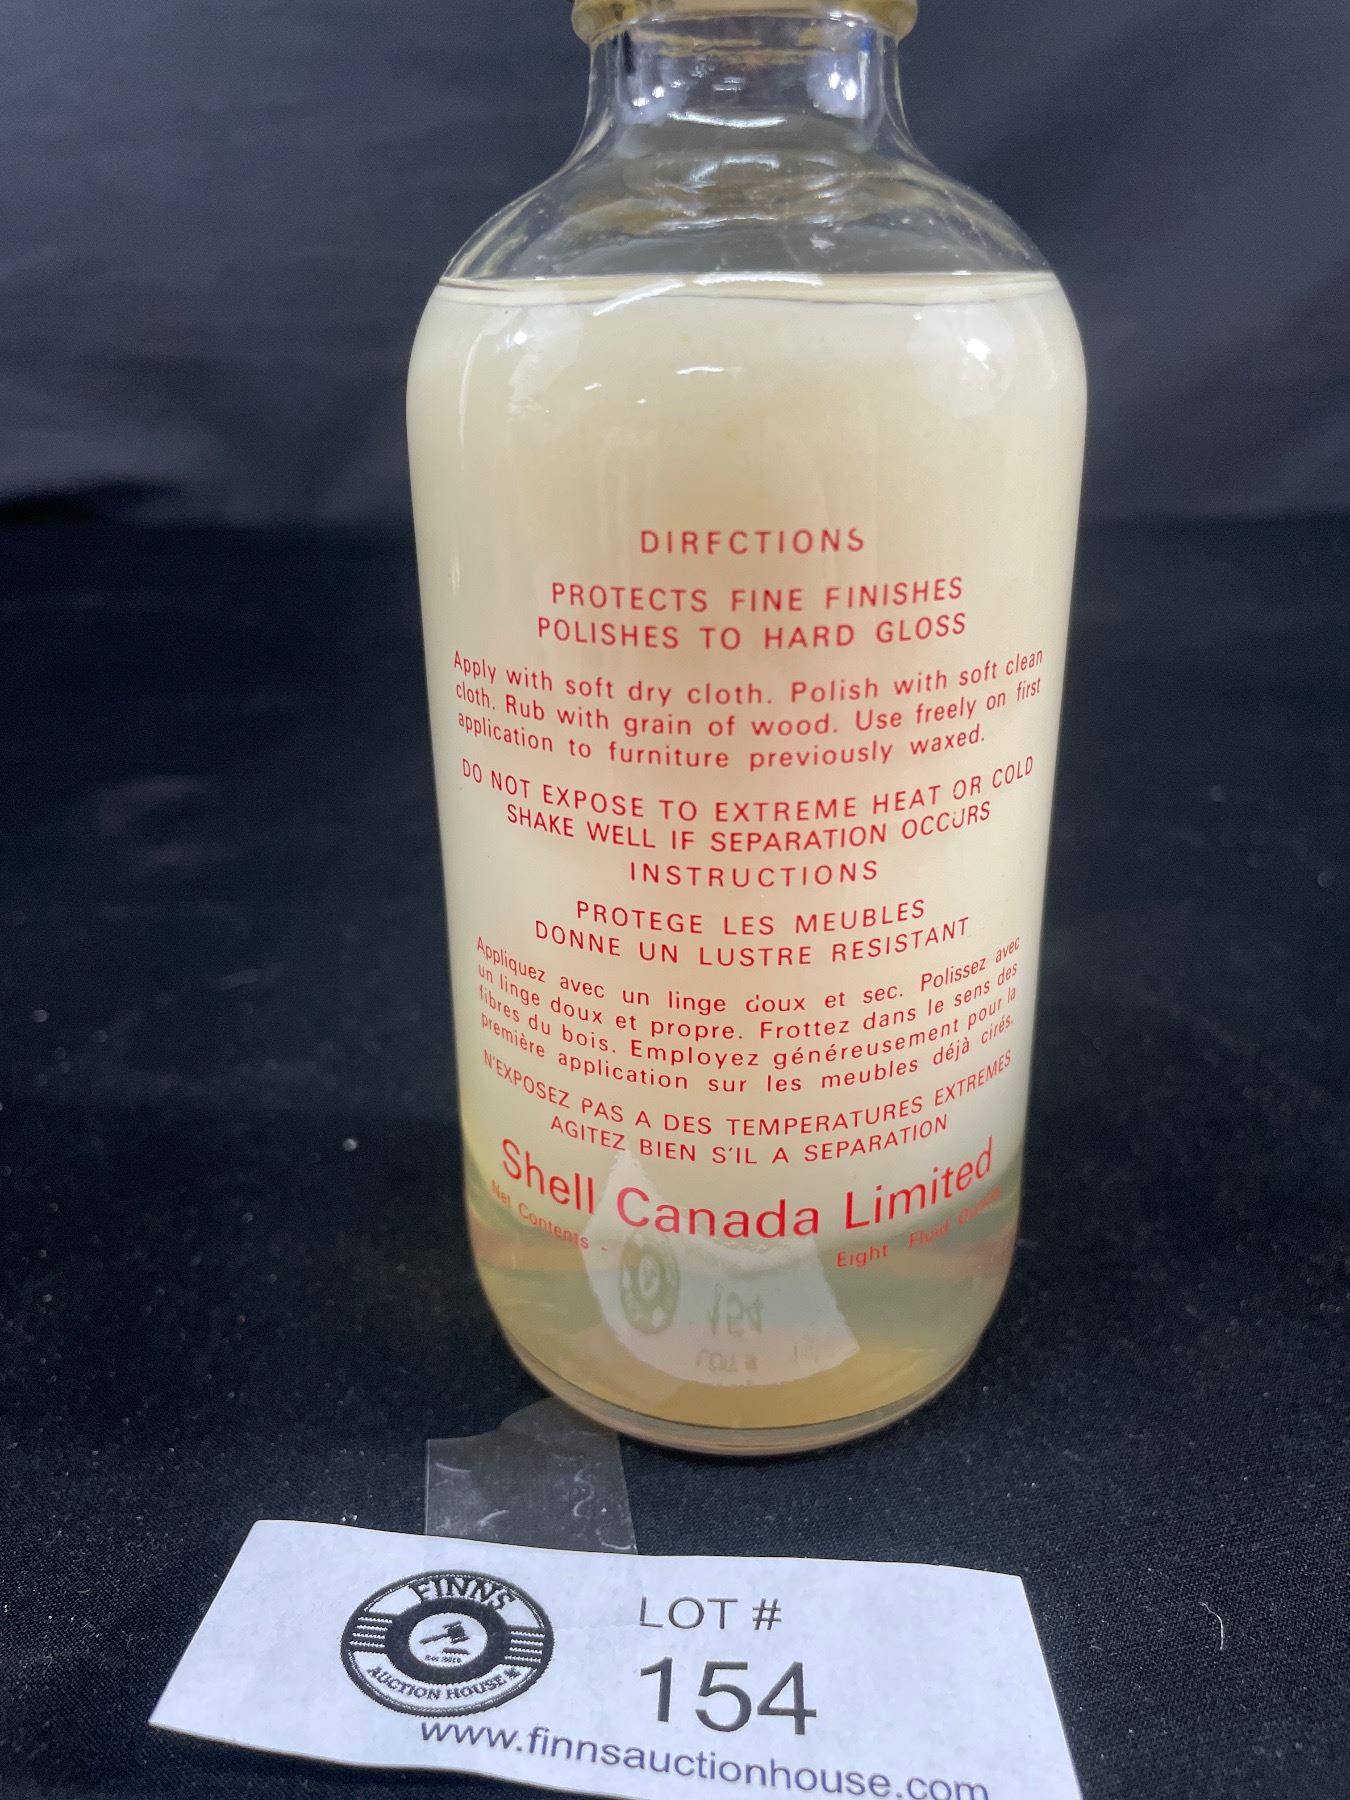 DIRECTIONS
PROTECTS FINE FINISHES
POLISHES TO HARD GLOSS
Apply with soft dry cloth. Polish with soft clean
cloth. Rub with grain of wood. Use freely on first
application to furniture previously waxed.
DO NOT EXPOSE TO EXTREME HEAT OR COLD
SHAKE WELL IF SEPARATION OCCURS
INSTRUCTIONS
PROTEGE LES MEUBLES
DONNE UN LUSTRE RESISTANT
Appliquez avec un linge doux et sec. Polissez avec
un linge doux et propre. Frottez dans le sens des
fibres du bois. Employez généreusement pour la
première application sur les meubles déjà cirés.
N'EXPOSEZ PAS A DES TEMPERATURES EXTREMES
AGITEZ BIEN S'IL A SEPARATION
Shell Canada Limited
Net Contents - Eight Fluid
FINNS
AUCTION HOUSE
LOT #
154
www.finnsauctionhouse.com